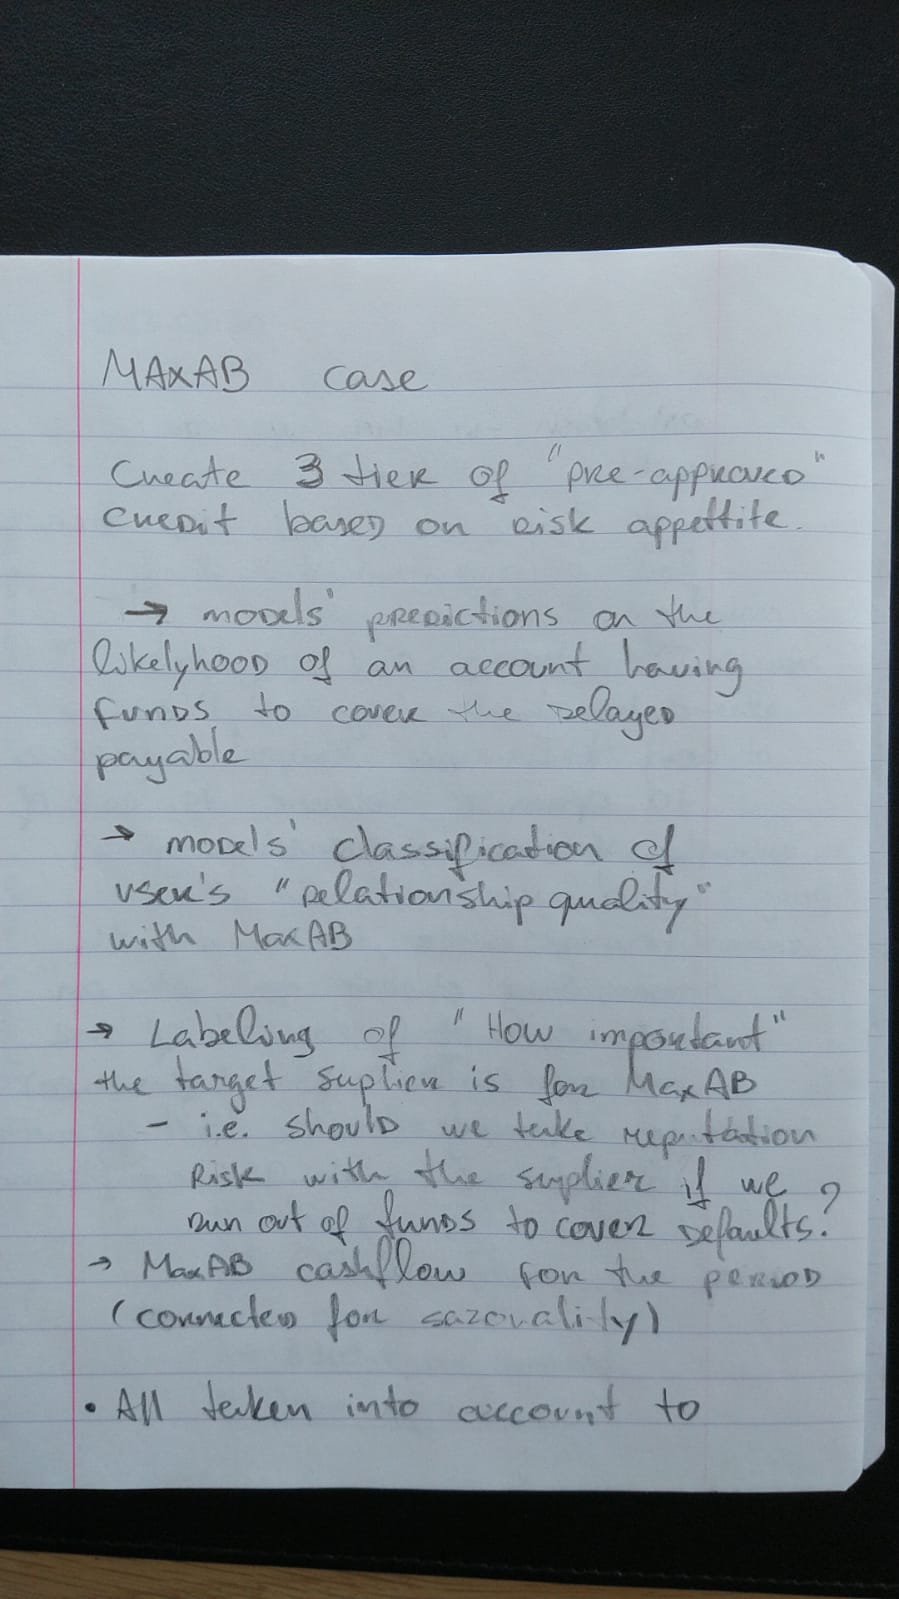 MAXAB case
Create 3 tier of "pre-approved"
credit based on risk appettite.
→ models' predictions on the
likelyhood of an account having
funds to cover the delayed
payable
→ models' classification of
user's "relationship quality"
with MaxAB
→ Labeling of "How important"
the target suplier is for MaxAB
- i.e. should we take reputation
Risk with the suplier if we
run out of funds to cover defaults?
→ MaxAB cashflow for the period
(corrected for sazonality)
• All taken into account to